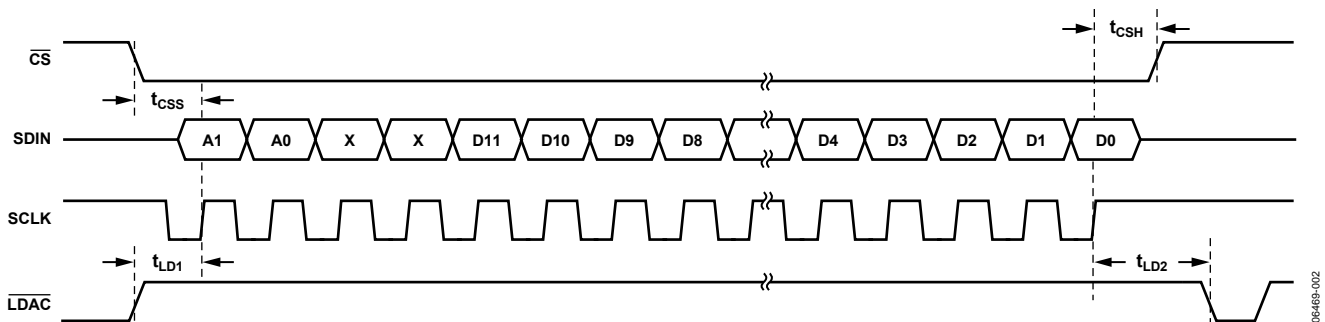 CS
tCSH
tCSS
SDIN
A1 A0 X X D11 D10 D9 D8 D4 D3 D2 D1 D0
SCLK
tLD1
tLD2
LDAC
06469-002